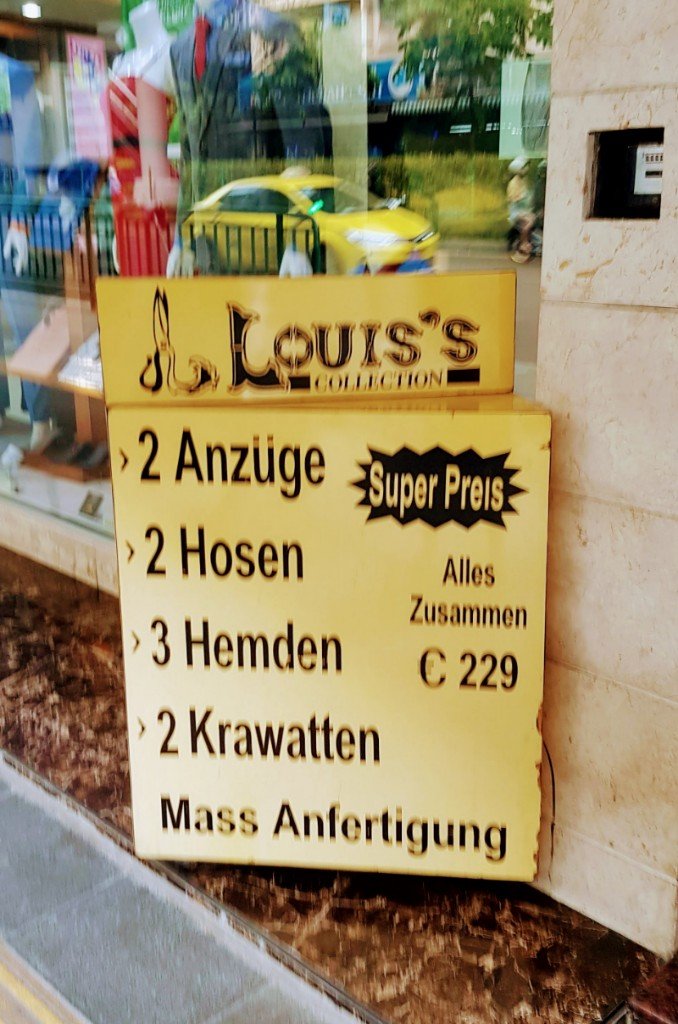 Louis's
COLLECTION
› 2 Anzüge
Super Preis
› 2 Hosen
Alles
Zusammen
› 3 Hemden
€ 229
› 2 Krawatten
Mass Anfertigung